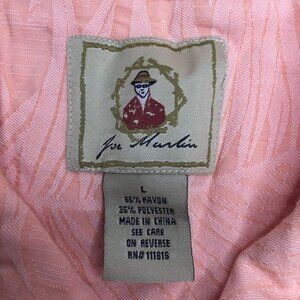 Joe Marlin
L
65% RAYON
35% POLYESTER
MADE IN CHINA
SEE CARE
ON REVERSE
RN# 111816